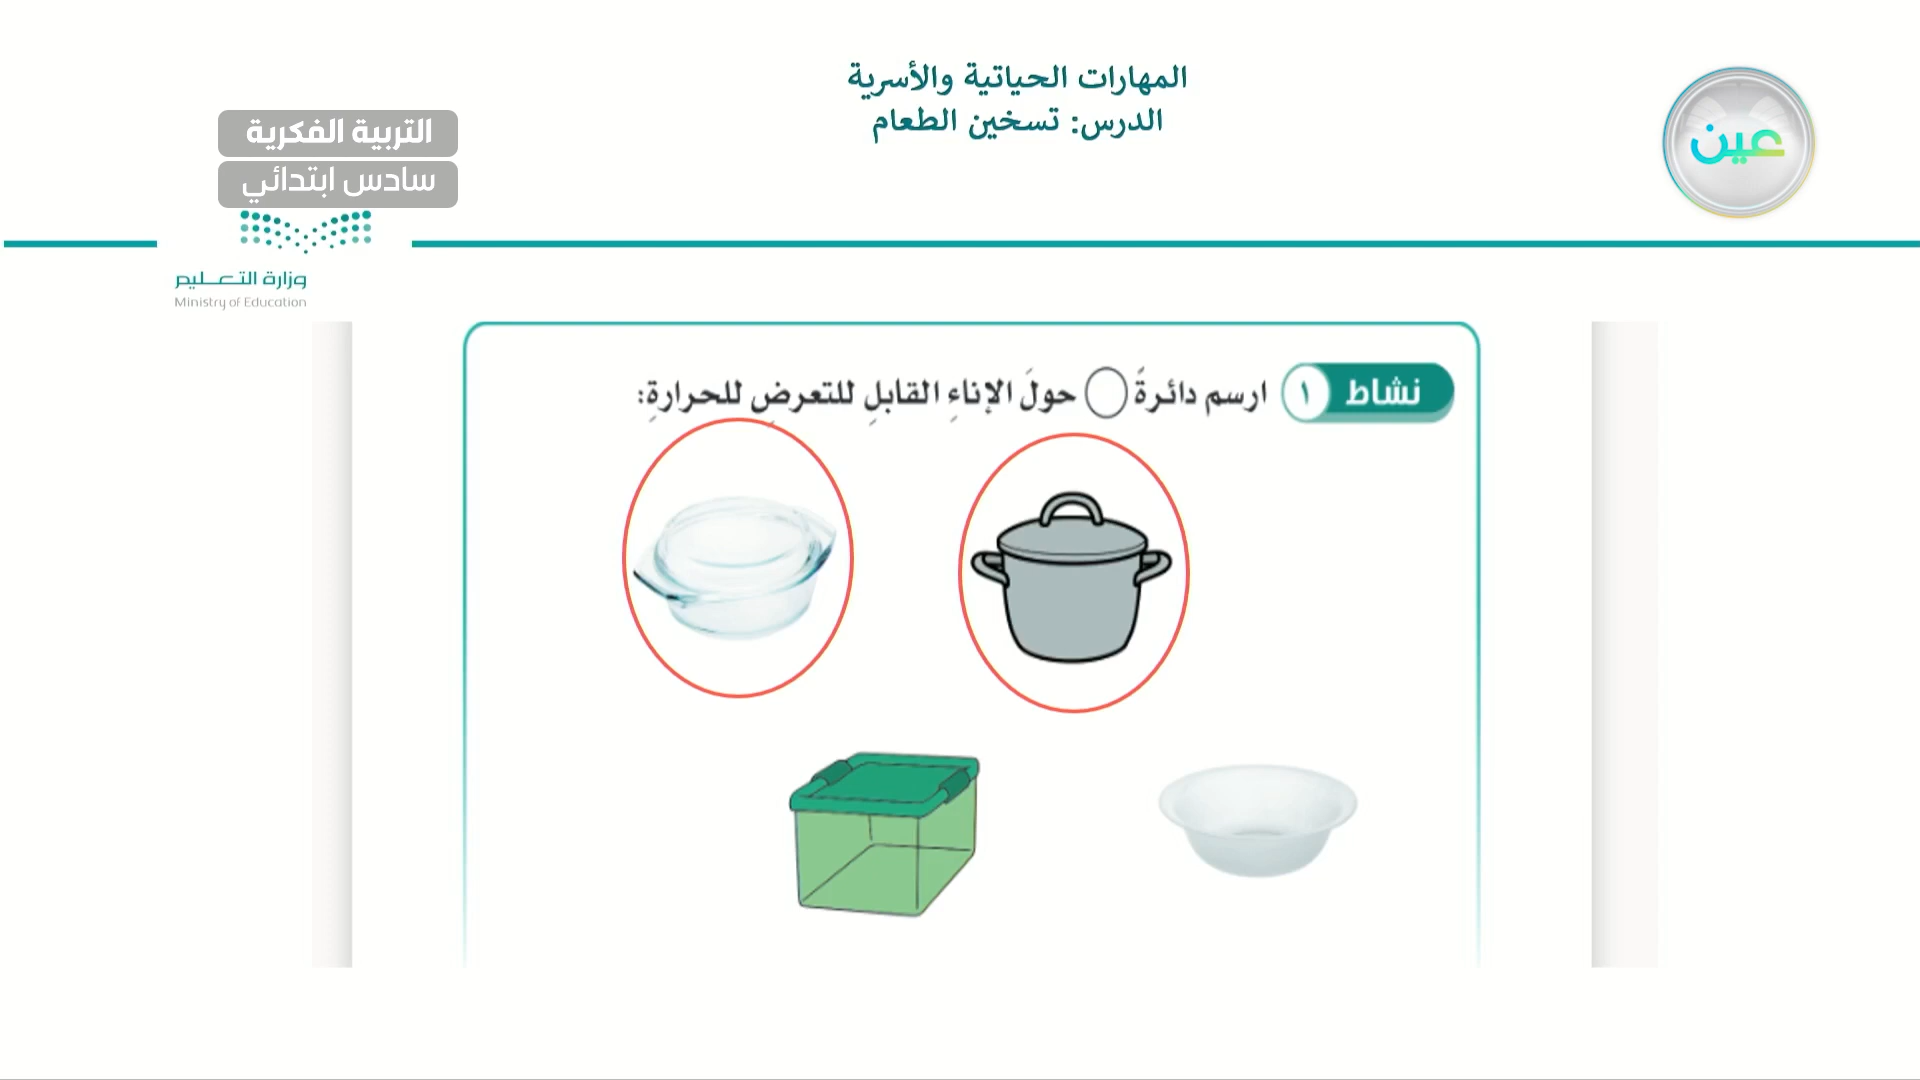 المهارات الحياتية والأسرية
الدرس: تسخين الطعام
عين
التربية الفكرية
سادس ابتدائي
وزارة التعليم
Ministry of Education
نشاط ١ ارسم دائرةً حولَ الإناءِ القابلِ للتعرضِ للحرارةِ: